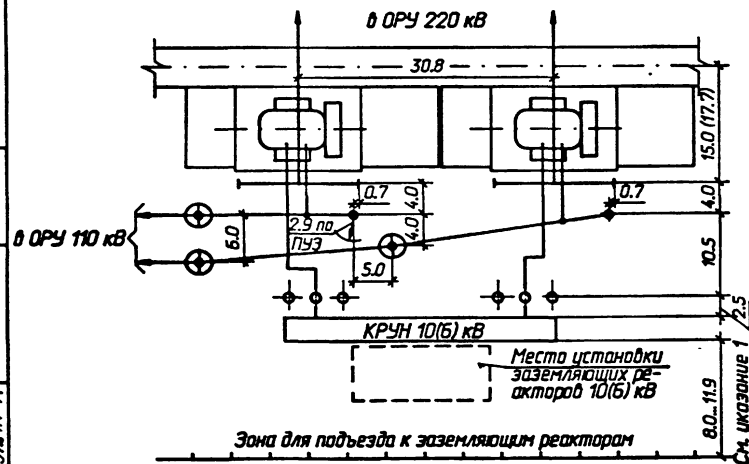 в ОРУ 220 кВ
30.8
15.0 (17.7)
0.7
4.0
0.7
4.0
4.0
2.9 по
ПУЭ
в ОРУ 110 кВ
6.0
5.0
10.5
КРУН 10(6) кВ
2.5
Место установки
заземляющих ре-
акторов 10(6) кВ
8.0...11.9
См. указание 1
Зона для подъезда к заземляющим реакторам